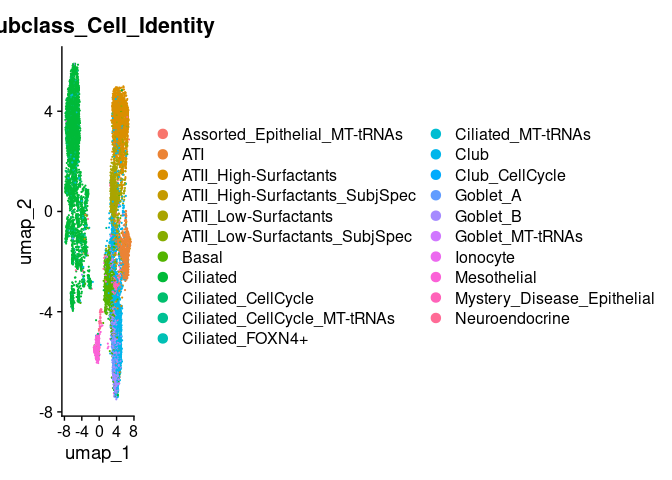 ubclass_Cell_Identity
umap_2
4
0
-4
-8
-8 -4 0 4 8
umap_1
Assorted_Epithelial_MT-tRNAs
ATI
ATII_High-Surfactants
ATII_High-Surfactants_SubjSpec
ATII_Low-Surfactants
ATII_Low-Surfactants_SubjSpec
Basal
Ciliated
Ciliated_CellCycle
Ciliated_CellCycle_MT-tRNAs
Ciliated_FOXN4+
Ciliated_MT-tRNAs
Club
Club_CellCycle
Goblet_A
Goblet_B
Goblet_MT-tRNAs
Ionocyte
Mesothelial
Mystery_Disease_Epithelial
Neuroendocrine